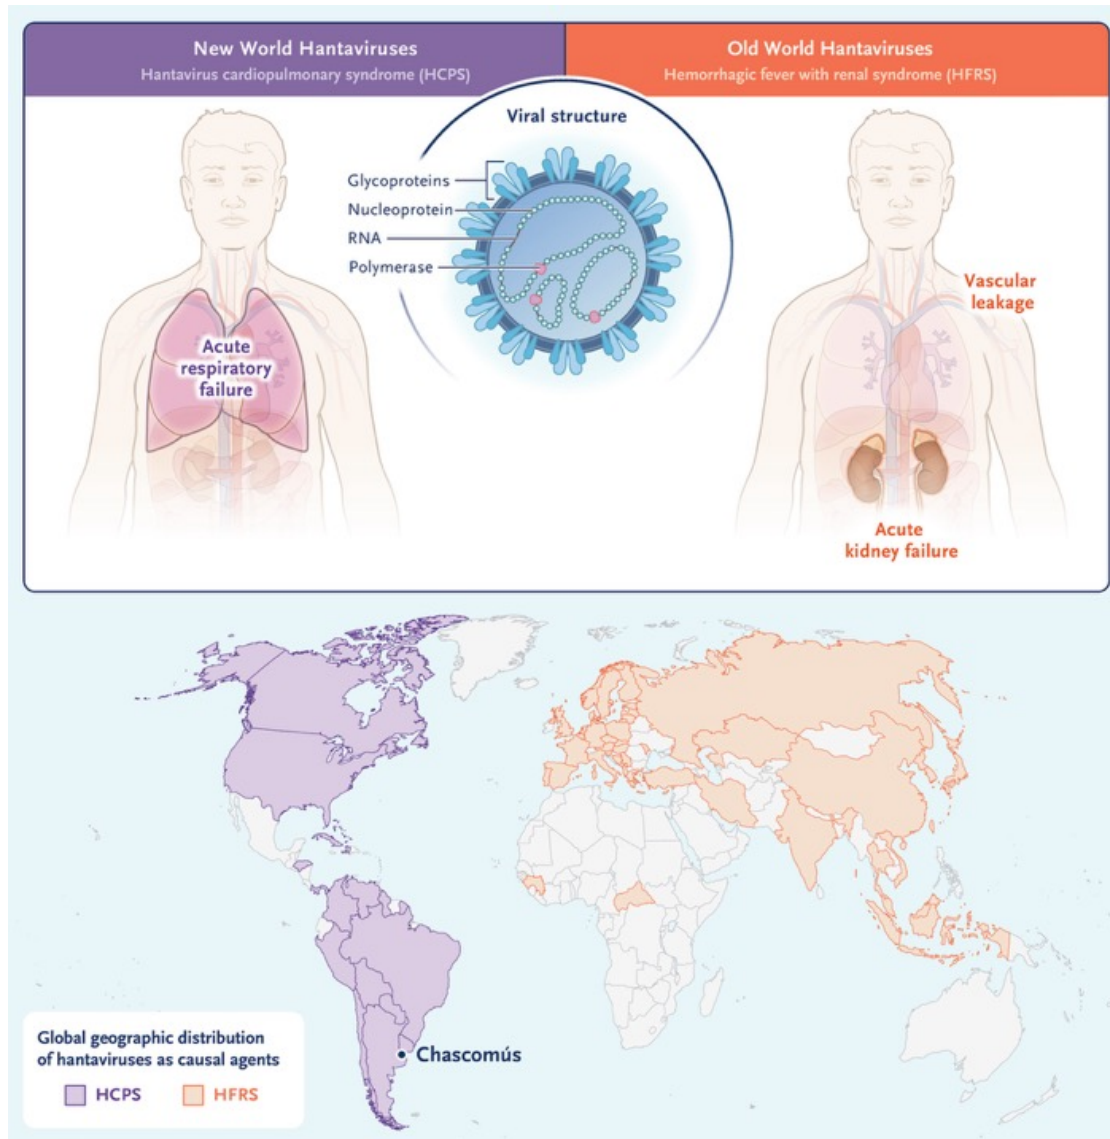 New World Hantaviruses
Hantavirus cardiopulmonary syndrome (HCPS)
Old World Hantaviruses
Hemorrhagic fever with renal syndrome (HFRS)
Viral structure
Glycoproteins
Nucleoprotein
RNA
Polymerase
Acute
respiratory
failure
Vascular
leakage
Acute
kidney failure
Chascomús
Global geographic distribution
of hantaviruses as causal agents
HCPS
HFRS